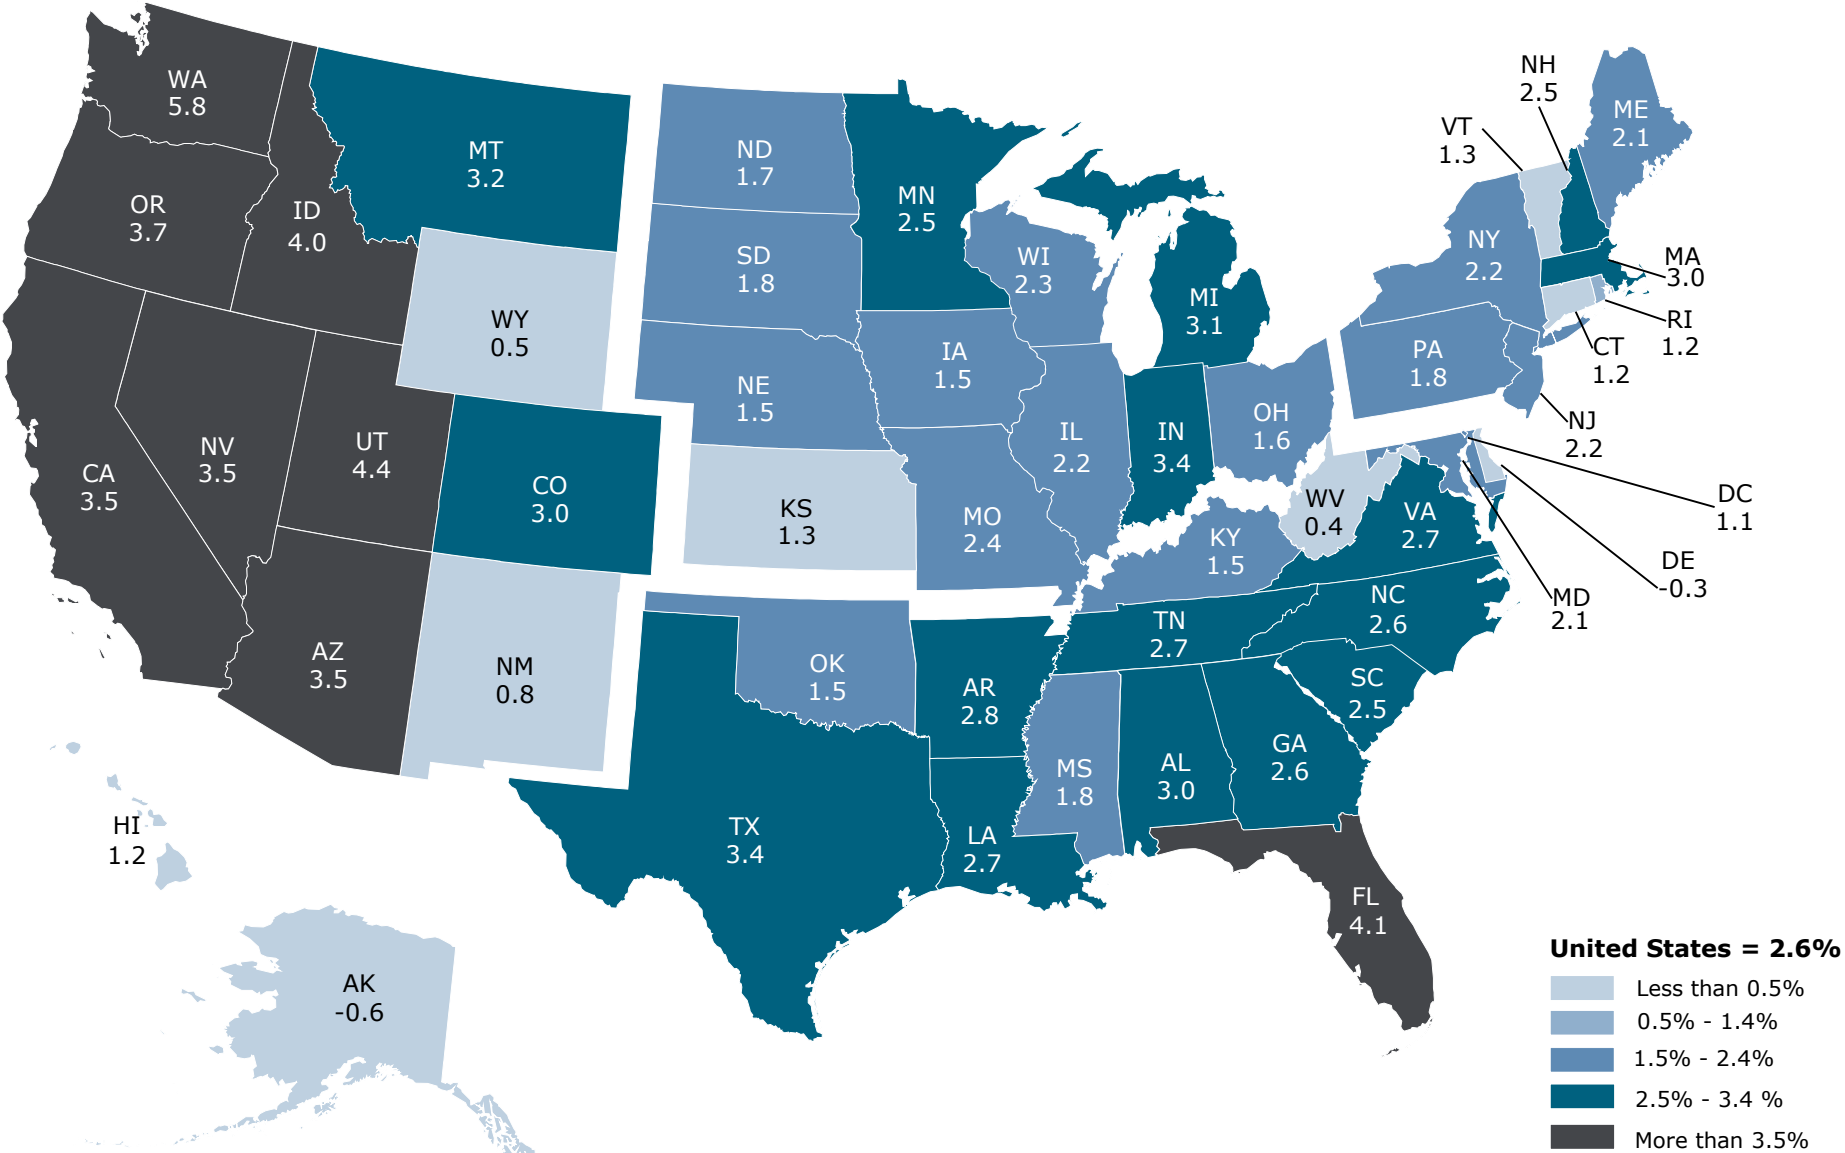 WA
5.8
OR
3.7
ID
4.0
MT
3.2
WY
0.5
CA
3.5
NV
3.5
UT
4.4
CO
3.0
AZ
3.5
NM
0.8
ND
1.7
SD
1.8
NE
1.5
KS
1.3
OK
1.5
TX
3.4
MN
2.5
IA
1.5
MO
2.4
AR
2.8
LA
2.7
WI
2.3
IL
2.2
MI
3.1
IN
3.4
OH
1.6
KY
1.5
TN
2.7
MS
1.8
AL
3.0
GA
2.6
FL
4.1
SC
2.5
NC
2.6
VA
2.7
WV
0.4
PA
1.8
NY
2.2
VT
1.3
NH
2.5
ME
2.1
MA
3.0
RI
1.2
CT
1.2
NJ
2.2
DC
1.1
DE
-0.3
MD
2.1
HI
1.2
AK
-0.6
United States = 2.6%
Less than 0.5%
0.5% - 1.4%
1.5% - 2.4%
2.5% - 3.4 %
More than 3.5%